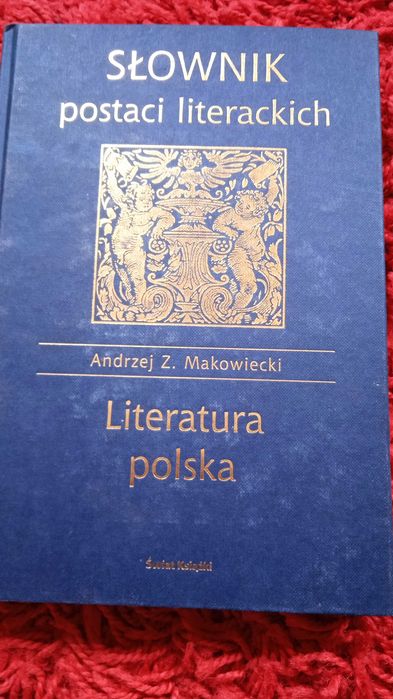 SŁOWNIK
postaci literackich
Andrzej Z. Makowiecki
Literatura
polska
Świat Książki